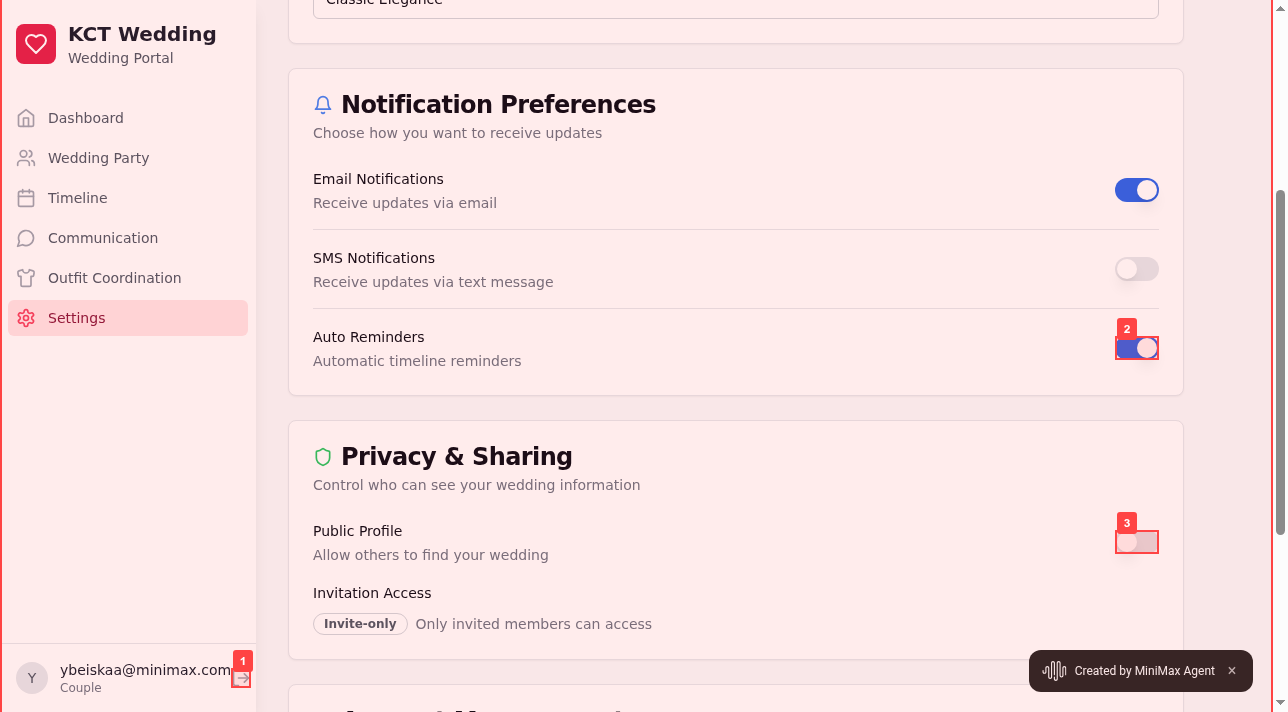 KCT Wedding
Wedding Portal
Dashboard
Wedding Party
Timeline
Communication
Outfit Coordination
Settings
ybeiskaa@minimax.com
Couple
Y
1
Classic Elegance
Notification Preferences
Choose how you want to receive updates
Email Notifications
Receive updates via email
SMS Notifications
Receive updates via text message
Auto Reminders
Automatic timeline reminders
2
Privacy & Sharing
Control who can see your wedding information
Public Profile
Allow others to find your wedding
3
Invitation Access
Invite-only Only invited members can access
Created by MiniMax Agent ×